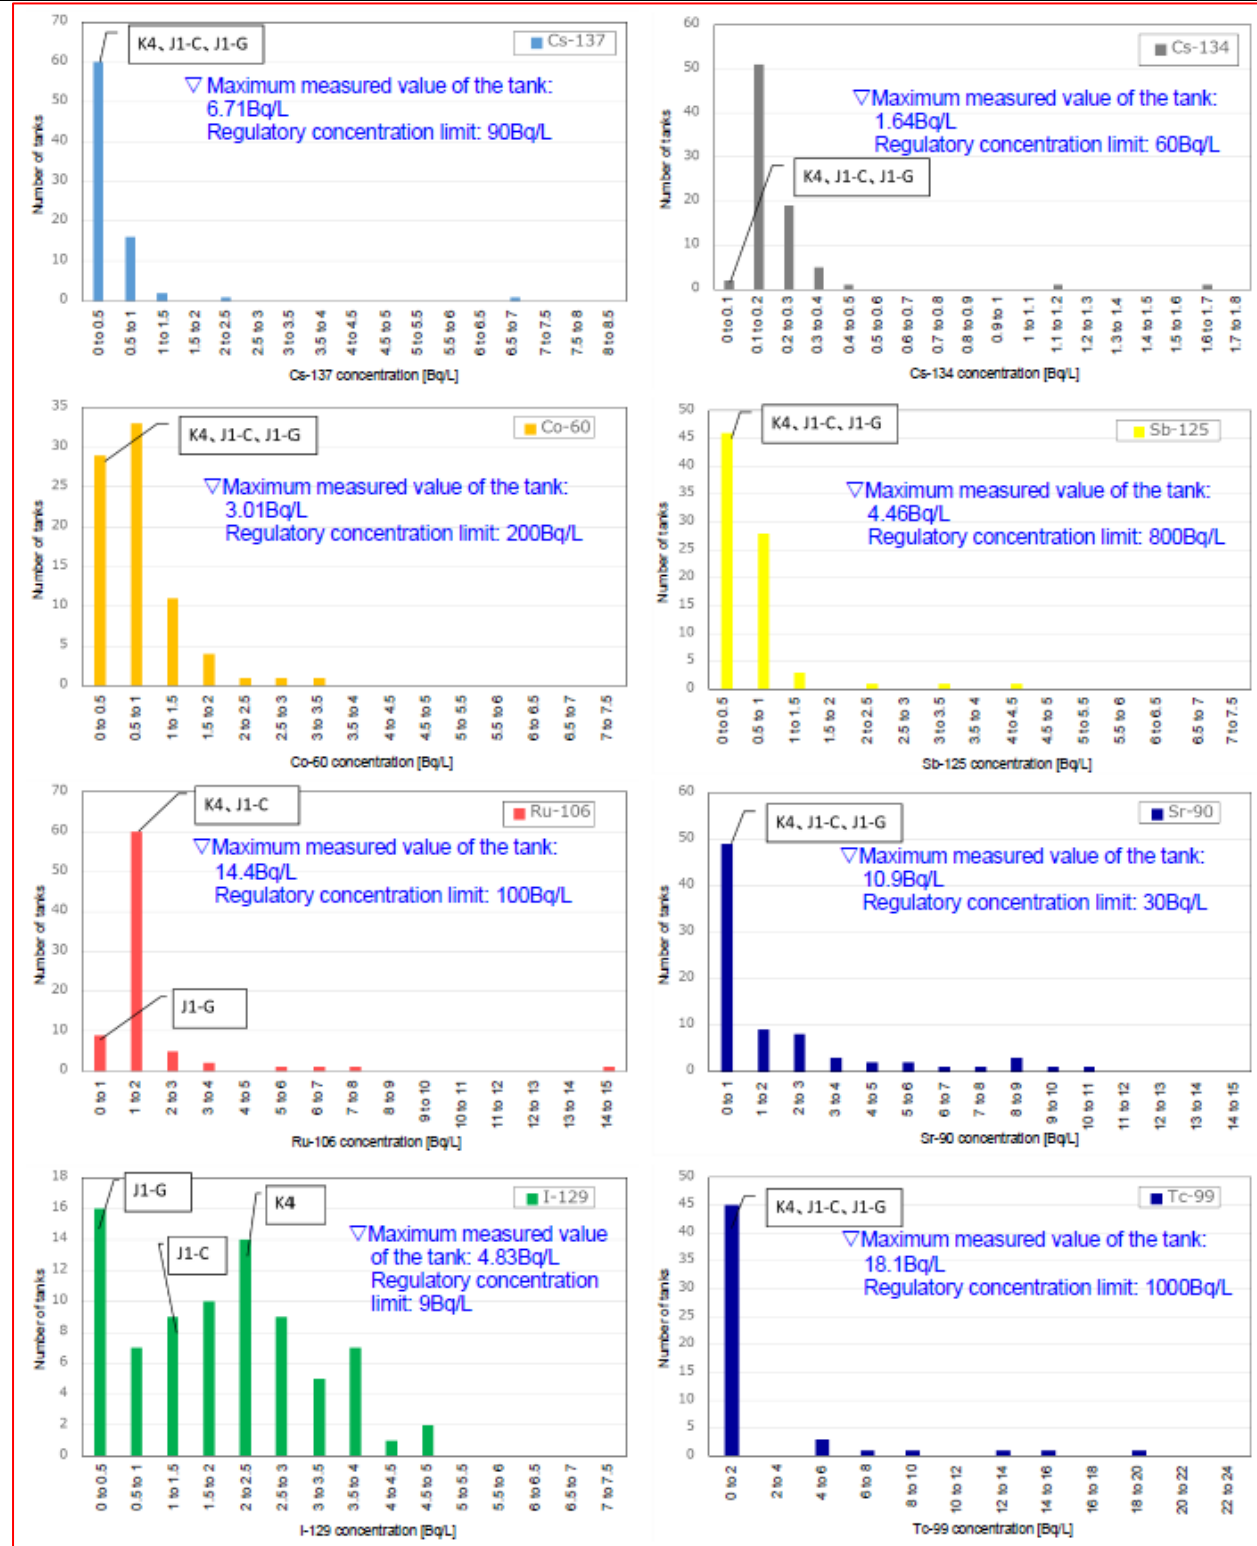 70
60
50
40
30
20
10
0
Number of tanks
K4、J1-C、J1-G
Cs-137
▽ Maximum measured value of the tank:
6.71Bq/L
Regulatory concentration limit: 90Bq/L
0 to 0.5
0.5 to 1
1 to 1.5
1.5 to 2
2 to 2.5
2.5 to 3
3 to 3.5
3.5 to 4
4 to 4.5
4.5 to 5
5 to 5.5
5.5 to 6
6 to 6.5
6.5 to 7
7 to 7.5
7.5 to 8
8 to 8.5
Cs-137 concentration [Bq/L]
60
50
40
30
20
10
0
Number of tanks
Cs-134
▽Maximum measured value of the tank:
1.64Bq/L
Regulatory concentration limit: 60Bq/L
K4、J1-C、J1-G
0 to 0.1
0.1 to 0.2
0.2 to 0.3
0.3 to 0.4
0.4 to 0.5
0.5 to 0.6
0.6 to 0.7
0.7 to 0.8
0.8 to 0.9
0.9 to 1
1 to 1.1
1.1 to 1.2
1.2 to 1.3
1.3 to 1.4
1.4 to 1.5
1.5 to 1.6
1.6 to 1.7
1.7 to 1.8
Cs-134 concentration [Bq/L]
35
30
25
20
15
10
5
0
Number of tanks
K4、J1-C、J1-G
Co-60
▽Maximum measured value of the tank:
3.01Bq/L
Regulatory concentration limit: 200Bq/L
0 to 0.5
0.5 to 1
1 to 1.5
1.5 to 2
2 to 2.5
2.5 to 3
3 to 3.5
3.5 to 4
4 to 4.5
4.5 to 5
5 to 5.5
5.5 to 6
6 to 6.5
6.5 to 7
7 to 7.5
Co-60 concentration [Bq/L]
50
45
40
35
30
25
20
15
10
5
0
Number of tanks
K4、J1-C、J1-G
Sb-125
▽Maximum measured value of the tank:
4.46Bq/L
Regulatory concentration limit: 800Bq/L
0 to 0.5
0.5 to 1
1 to 1.5
1.5 to 2
2 to 2.5
2.5 to 3
3 to 3.5
3.5 to 4
4 to 4.5
4.5 to 5
5 to 5.5
5.5 to 6
6 to 6.5
6.5 to 7
7 to 7.5
Sb-125 concentration [Bq/L]
70
60
50
40
30
20
10
0
Number of tanks
K4、J1-C
Ru-106
▽Maximum measured value of the tank:
14.4Bq/L
Regulatory concentration limit: 100Bq/L
J1-G
0 to 1
1 to 2
2 to 3
3 to 4
4 to 5
5 to 6
6 to 7
7 to 8
8 to 9
9 to 10
10 to 11
11 to 12
12 to 13
13 to 14
14 to 15
Ru-106 concentration [Bq/L]
60
50
40
30
20
10
0
Number of tanks
K4、J1-C、J1-G
Sr-90
▽Maximum measured value of the tank:
10.9Bq/L
Regulatory concentration limit: 30Bq/L
0 to 1
1 to 2
2 to 3
3 to 4
4 to 5
5 to 6
6 to 7
7 to 8
8 to 9
9 to 10
10 to 11
11 to 12
12 to 13
13 to 14
14 to 15
Sr-90 concentration [Bq/L]
18
16
14
12
10
8
6
4
2
0
Number of tanks
J1-G
J1-C
K4
I-129
▽Maximum measured value
of the tank: 4.83Bq/L
Regulatory concentration
limit: 9Bq/L
0 to 0.5
0.5 to 1
1 to 1.5
1.5 to 2
2 to 2.5
2.5 to 3
3 to 3.5
3.5 to 4
4 to 4.5
4.5 to 5
5 to 5.5
5.5 to 6
6 to 6.5
6.5 to 7
7 to 7.5
I-129 concentration [Bq/L]
50
45
40
35
30
25
20
15
10
5
0
Number of tanks
K4、J1-C、J1-G
Tc-99
▽Maximum measured value of the tank:
18.1Bq/L
Regulatory concentration limit: 1000Bq/L
0 to 2
2 to 4
4 to 6
6 to 8
8 to 10
10 to 12
12 to 14
14 to 16
16 to 18
18 to 20
20 to 22
22 to 24
Tc-99 concentration [Bq/L]